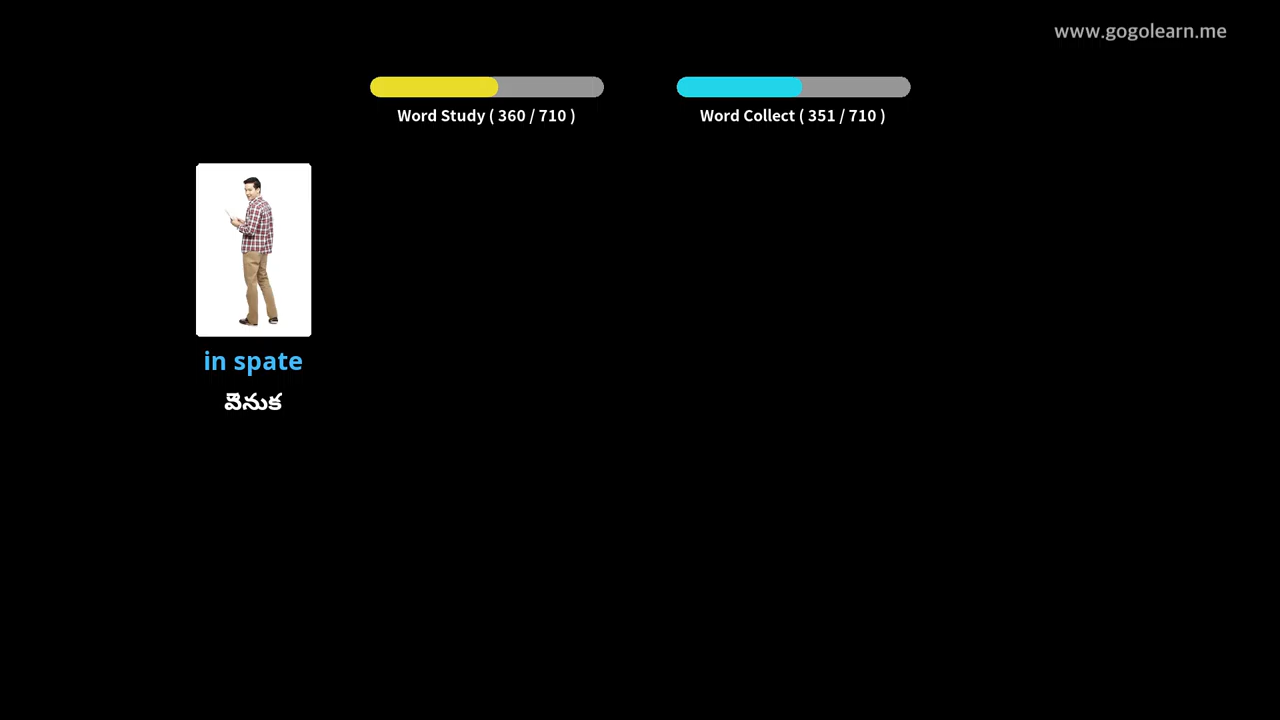 www.gogolearn.me
Word Study ( 360 / 710 )
Word Collect ( 351 / 710 )
in spate
వెనుక